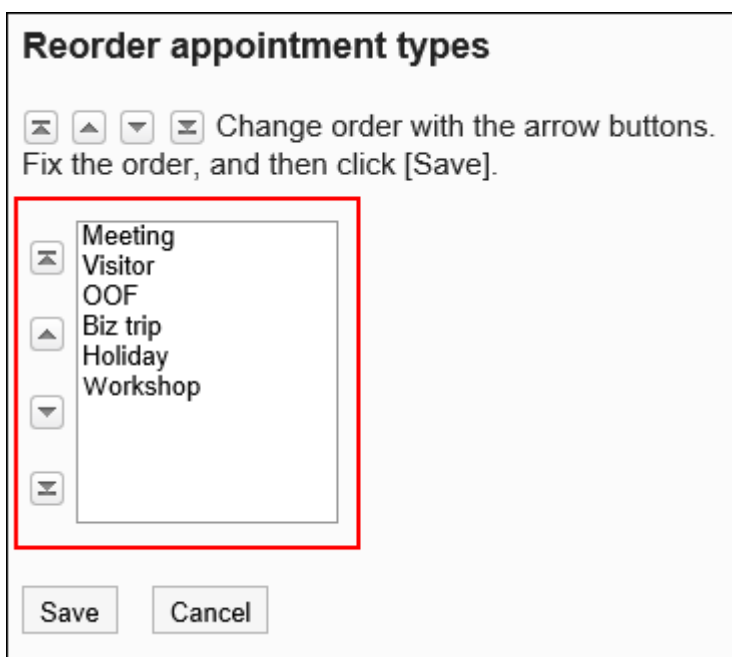 Reorder appointment types
Change order with the arrow buttons.
Fix the order, and then click [Save].
Meeting
Visitor
OOF
Biz trip
Holiday
Workshop
Save Cancel